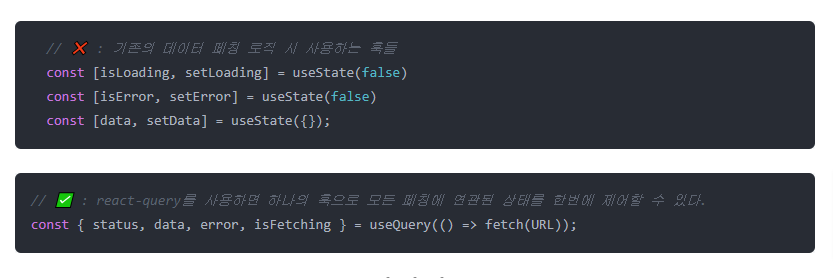 // ❌ : 기존의 데이터 페칭 로직 시 사용하는 훅들
const [isLoading, setLoading] = useState(false)
const [isError, setError] = useState(false)
const [data, setData] = useState({});
// ✅ : react-query를 사용하면 하나의 훅으로 모든 페칭에 연관된 상태를 한번에 제어할 수 있다.
const { status, data, error, isFetching } = useQuery(() => fetch(URL));